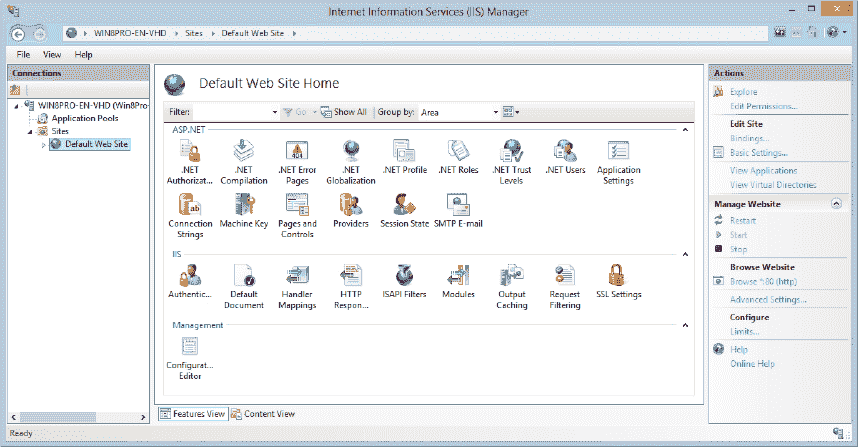 Internet Information Services (IIS) Manager
WIN8PRO-EN-VHD Sites Default Web Site
File View Help
Connections
WIN8PRO-EN-VHD (Win8Pro-
Application Pools
Sites
Default Web Site
Default Web Site Home
Filter: Go Show All Group by: Area
ASP.NET
.NET Authorizat...
.NET Compilation
.NET Error Pages
.NET Globalization
.NET Profile
.NET Roles
.NET Trust Levels
.NET Users
Application Settings
Connection Strings
Machine Key
Pages and Controls
Providers
Session State
SMTP E-mail
IIS
Authentic...
Default Document
Handler Mappings
HTTP Respon...
ISAPI Filters
Modules
Output Caching
Request Filtering
SSL Settings
Management
Configurat... Editor
Features View Content View
Actions
Explore
Edit Permissions...
Edit Site
Bindings...
Basic Settings...
View Applications
View Virtual Directories
Manage Website
Restart
Start
Stop
Browse Website
Browse *:80 (http)
Advanced Settings...
Configure
Limits...
Help
Online Help
Ready